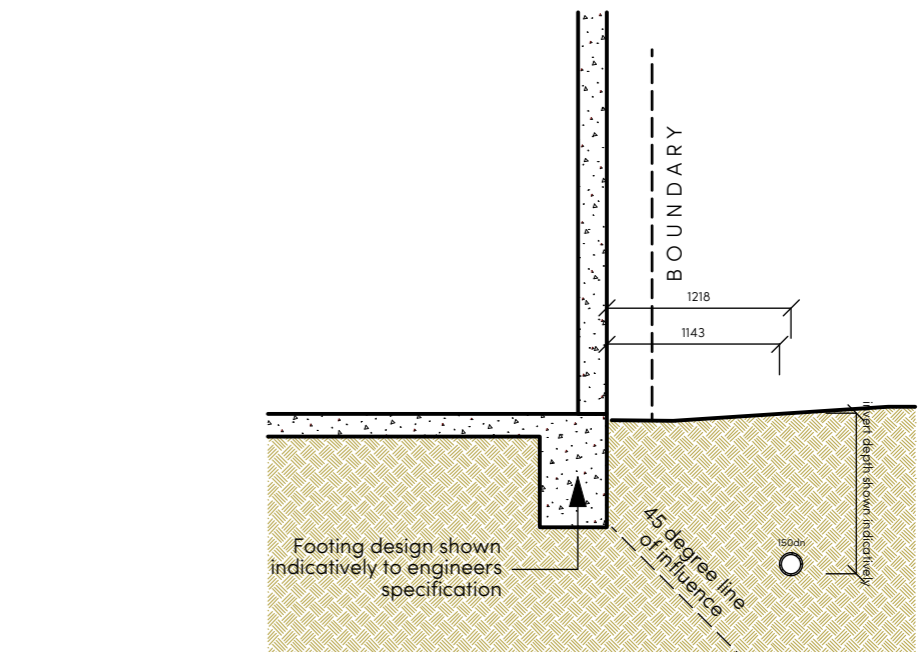 BOUNDARY
1218
1143
invert depth shown indicatively
45 degree line
of influence
150dn
Footing design shown
indicatively to engineers
specification